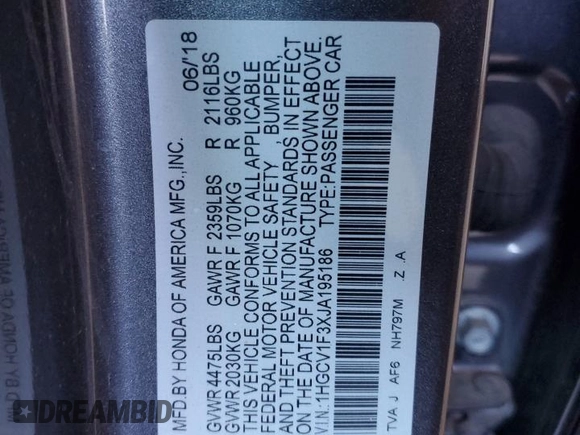 MFD.BY HONDA OF AMERICA MFG.,INC. 06/18
GVWR 4475LBS GAWR F 2359LBS R 2116LBS
GVWR 2030KG GAWR F 1070KG R 960KG
THIS VEHICLE CONFORMS TO ALL APPLICABLE
FEDERAL MOTOR VEHICLE SAFETY , BUMPER,
AND THEFT PREVENTION STANDARDS IN EFFECT
ON THE DATE OF MANUFACTURE SHOWN ABOVE.
V.I.N.:1HGCV1F3XJA195186 TYPE:PASSENGER CAR
TVA J AF6 NH797M .Z .A
DREAMBID